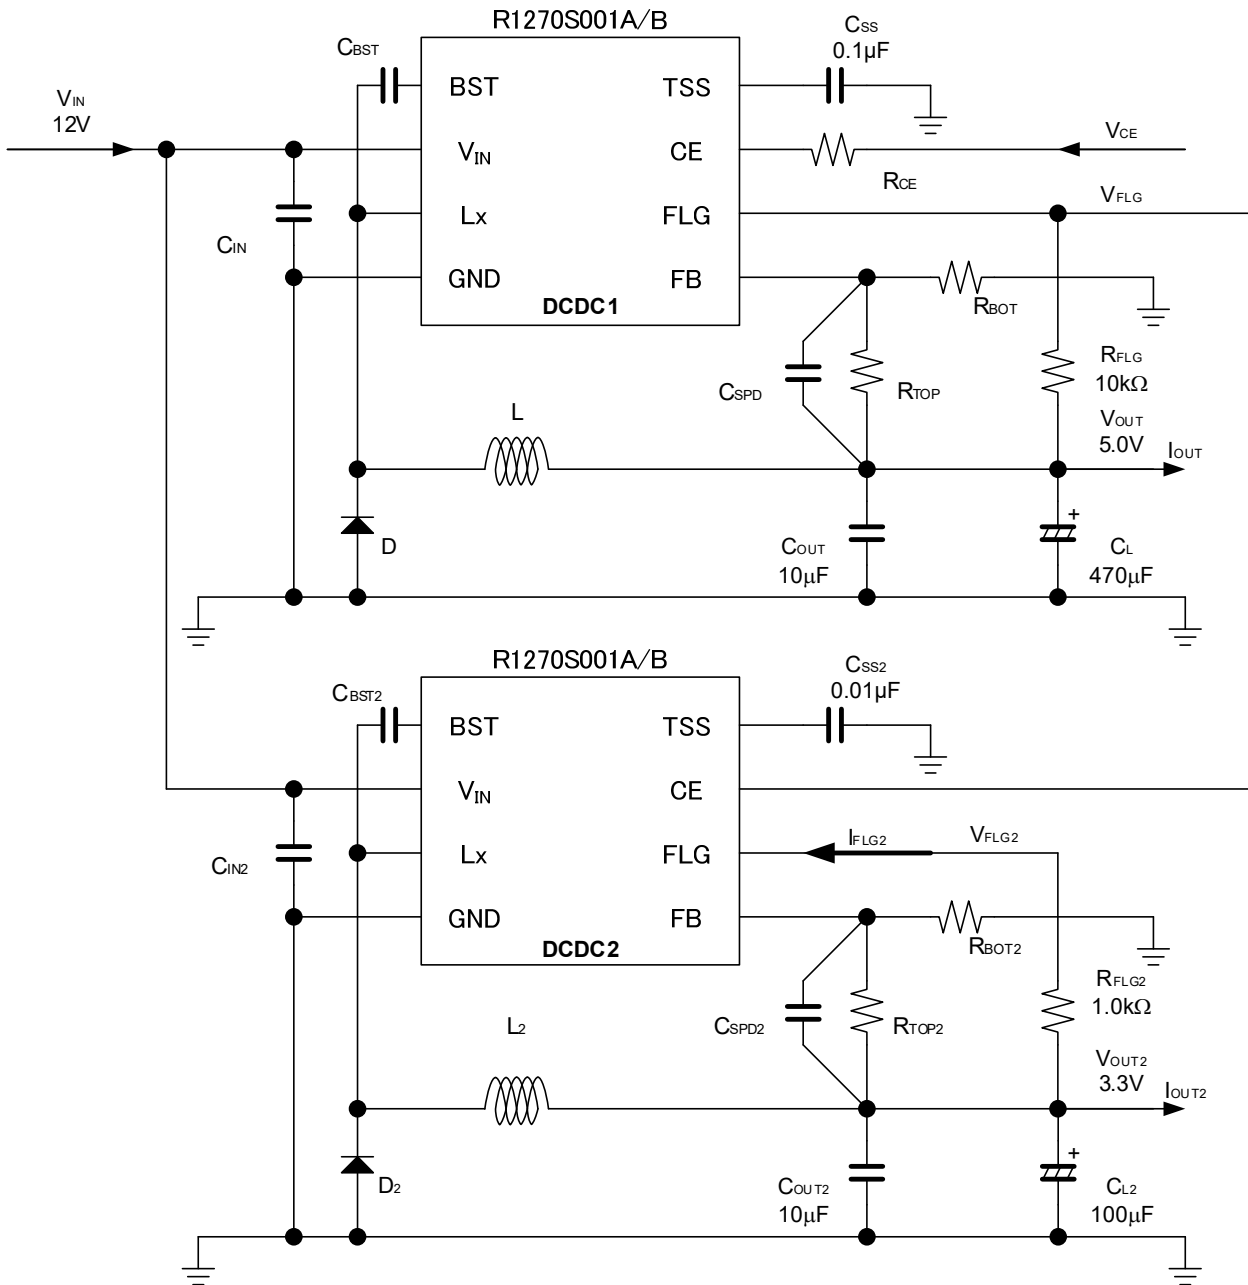 R1270S001A/B
CBST
CSS
0.1µF
BST
TSS
VIN
12V
VIN
CE
VCE
RCE
Lx
FLG
VFLG
CIN
GND
FB
DCDC1
RBOT
CSPD
RTOP
RFLG
10kΩ
L
VOUT
5.0V
IOUT
D
COUT
10µF
+
CL
470µF
R1270S001A/B
CBST2
CSS2
0.01µF
BST
TSS
VIN
CE
IFLG2
VFLG2
CIN2
Lx
FLG
GND
FB
DCDC2
RBOT2
CSPD2
RTOP2
RFLG2
1.0kΩ
L2
VOUT2
3.3V
IOUT2
D2
COUT2
10µF
+
CL2
100µF